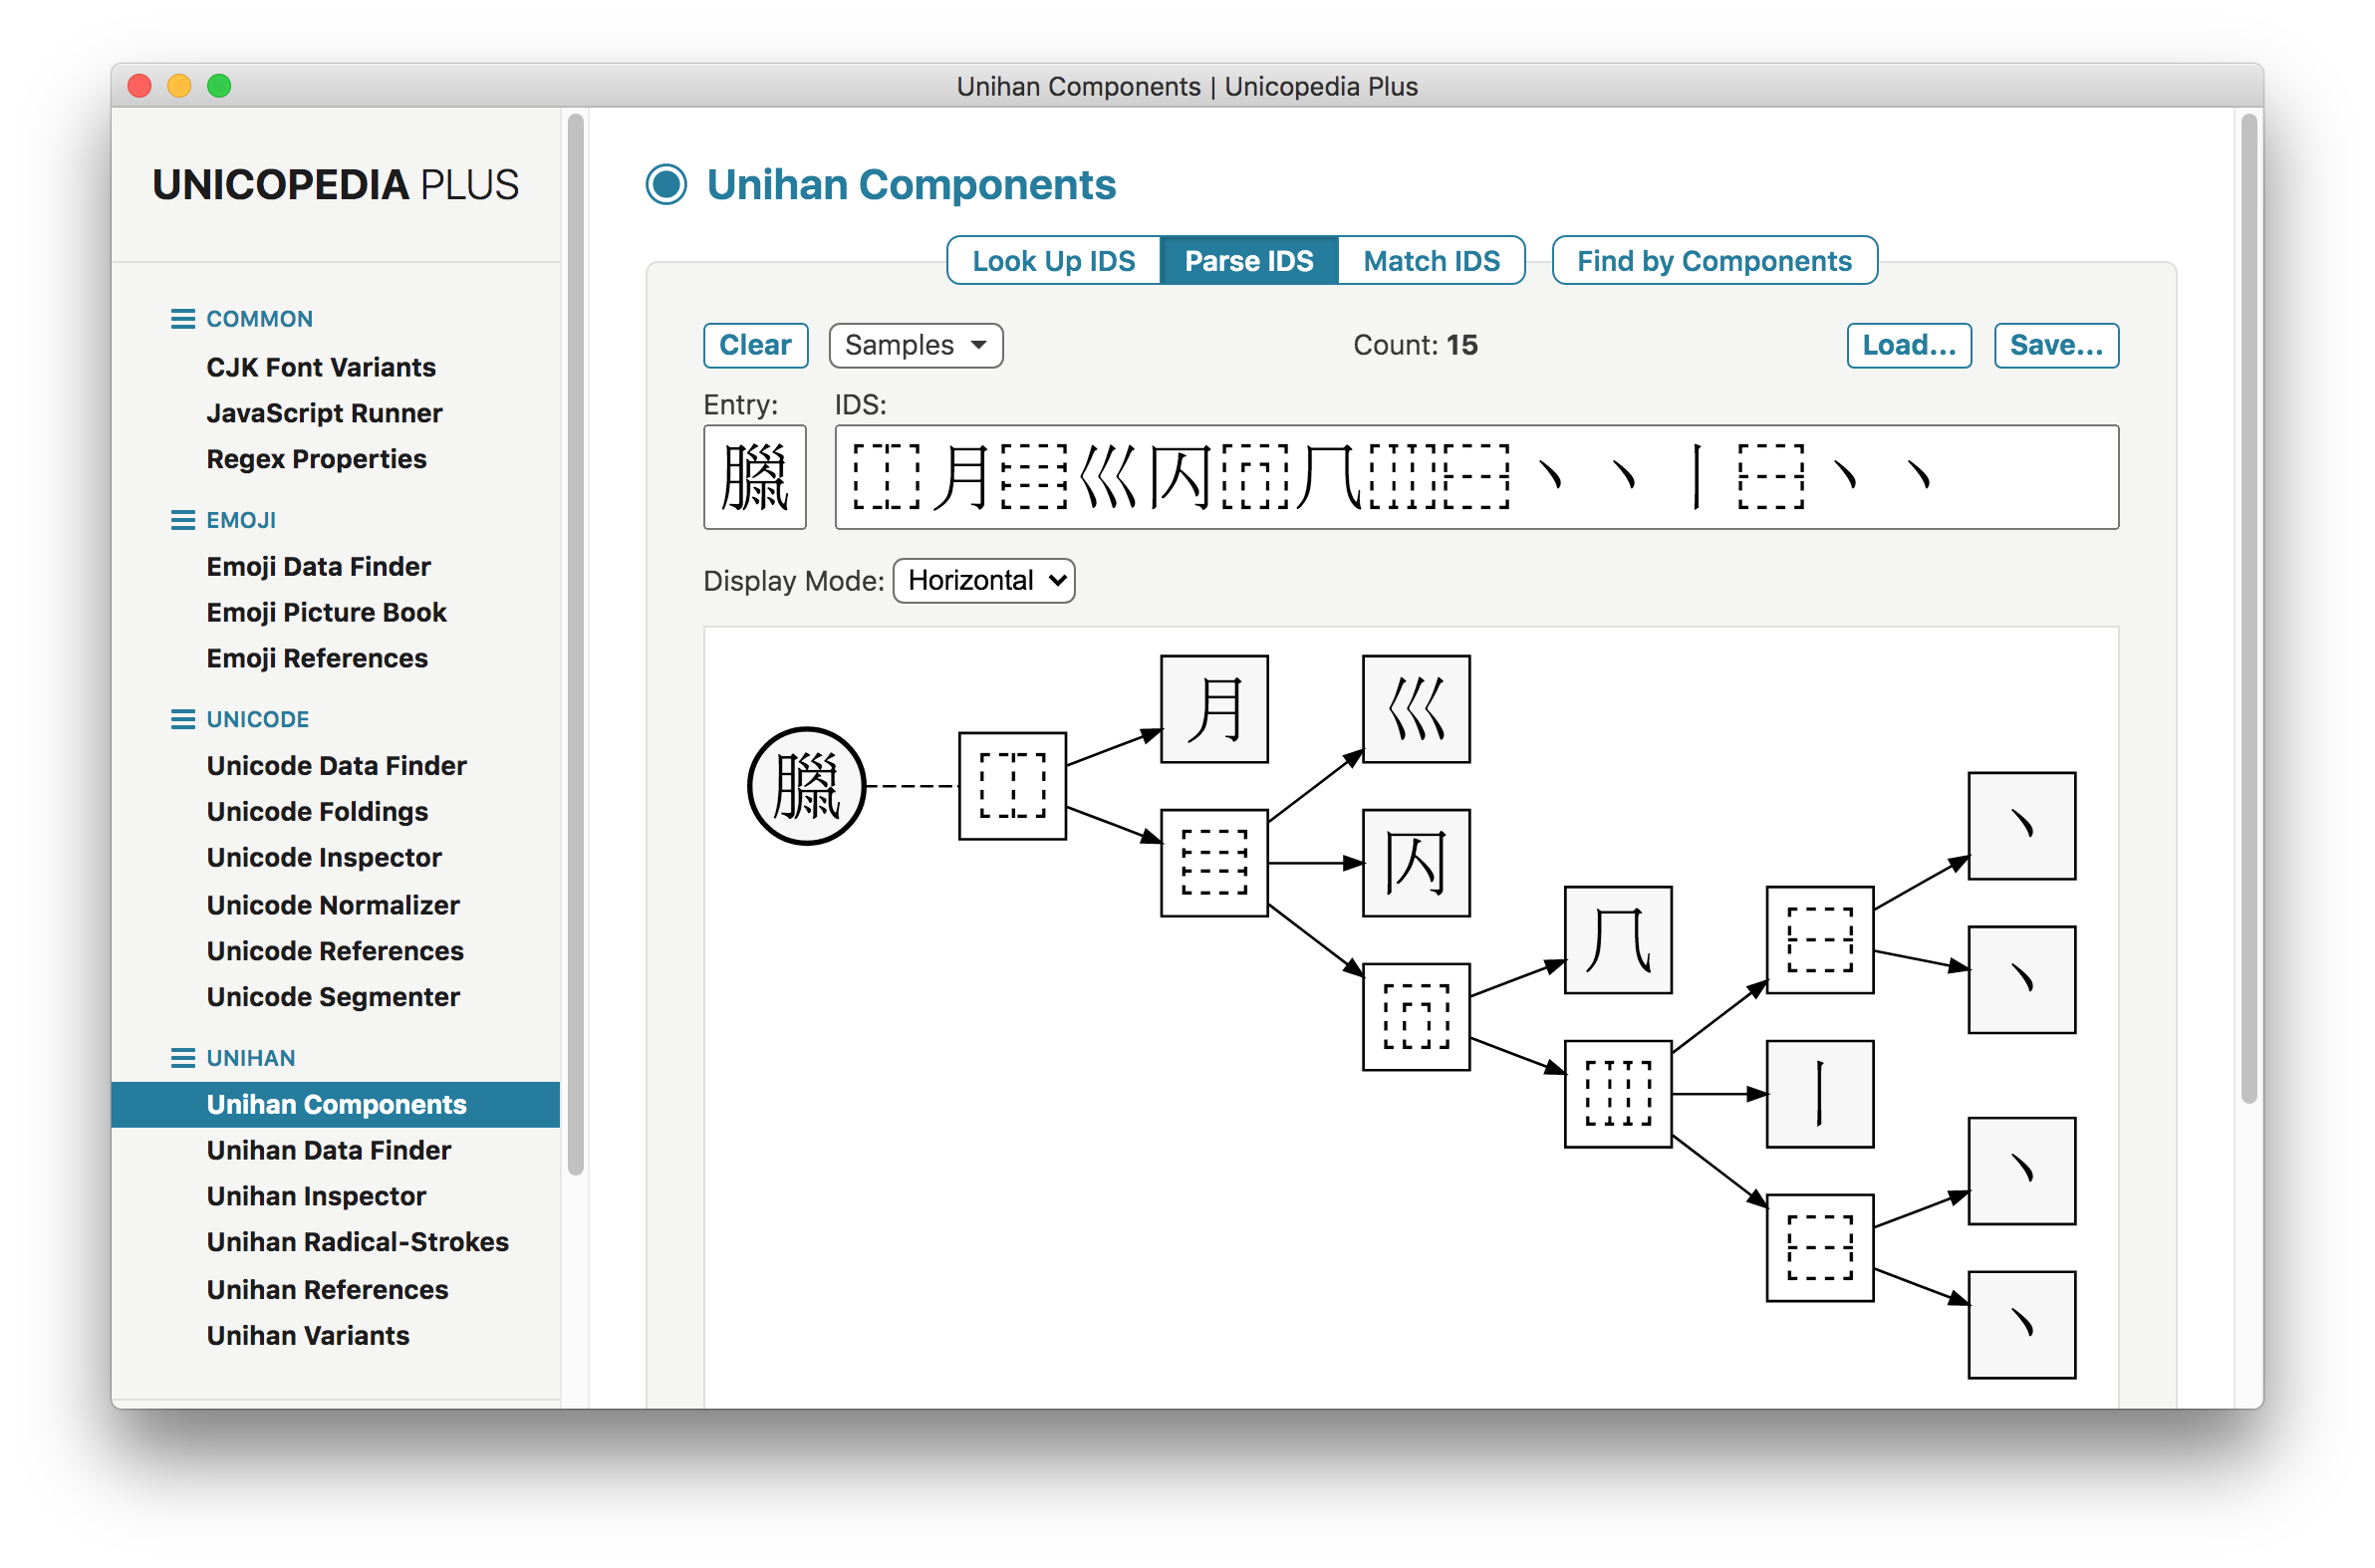 Unihan Components | Unicopedia Plus
UNICOPEDIA PLUS
COMMON
CJK Font Variants
JavaScript Runner
Regex Properties
EMOJI
Emoji Data Finder
Emoji Picture Book
Emoji References
UNICODE
Unicode Data Finder
Unicode Foldings
Unicode Inspector
Unicode Normalizer
Unicode References
Unicode Segmenter
UNIHAN
Unihan Components
Unihan Data Finder
Unihan Inspector
Unihan Radical-Strokes
Unihan References
Unihan Variants
Unihan Components
Look Up IDS Parse IDS Match IDS Find by Components
Clear Samples Count: 15 Load... Save...
Entry: IDS:
臘 ⿰月⿳巛内⿵几⿲⿱丶丶丨⿱丶丶
Display Mode: Horizontal
月 巛
臘 ⿰ 丶
⿳ 内
几 ⿱ 丶
⿵
⿲ 丨
丶
⿱
丶